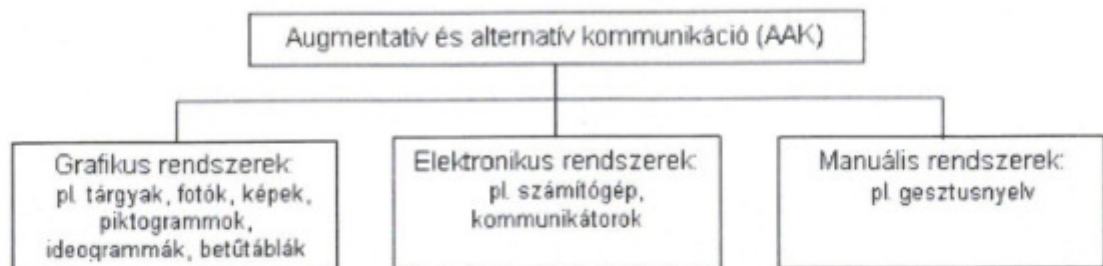 Augmentatív és alternatív kommunikáció (AAK)
Grafikus rendszerek:
pl. tárgyak, fotók, képek,
piktogrammok,
ideogrammák, betűtáblák
Elektronikus rendszerek:
pl. számítógép,
kommunikátorok
Manuális rendszerek:
pl. gesztusnyelv